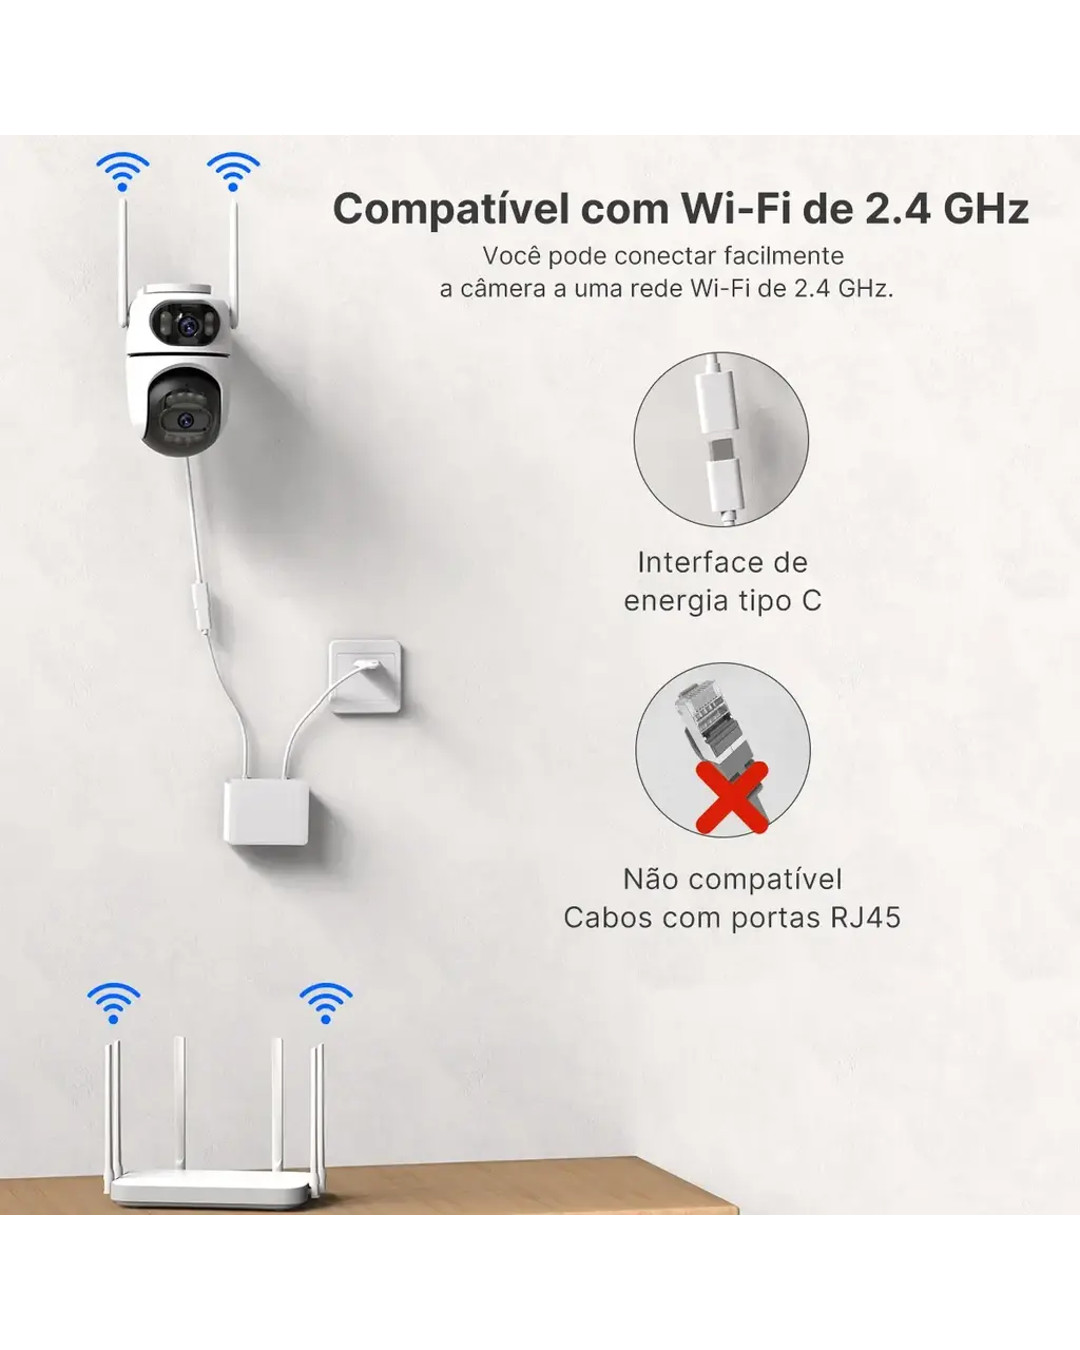 Compatível com Wi-Fi de 2.4 GHz
Você pode conectar facilmente
a câmera a uma rede Wi-Fi de 2.4 GHz.
Interface de
energia tipo C
Não compatível
Cabos com portas RJ45